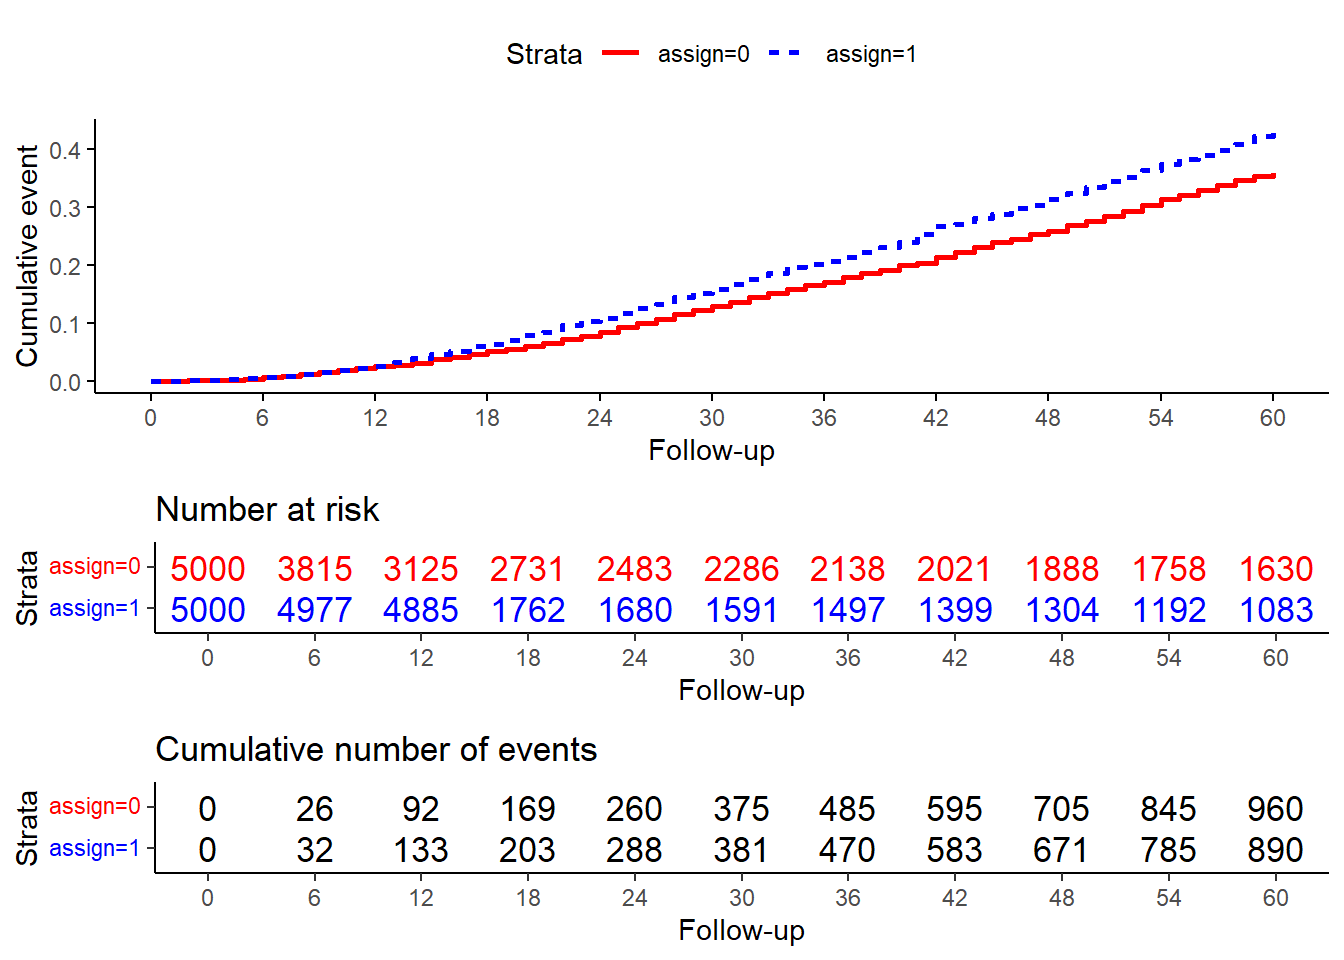 Strata assign=0 assign=1
Cumulative event
0.4
0.3
0.2
0.1
0.0
0 6 12 18 24 30 36 42 48 54 60
Follow-up
Number at risk
Strata
assign=0 5000 3815 3125 2731 2483 2286 2138 2021 1888 1758 1630
assign=1 5000 4977 4885 1762 1680 1591 1497 1399 1304 1192 1083
0 6 12 18 24 30 36 42 48 54 60
Follow-up
Cumulative number of events
Strata
assign=0 0 26 92 169 260 375 485 595 705 845 960
assign=1 0 32 133 203 288 381 470 583 671 785 890
0 6 12 18 24 30 36 42 48 54 60
Follow-up